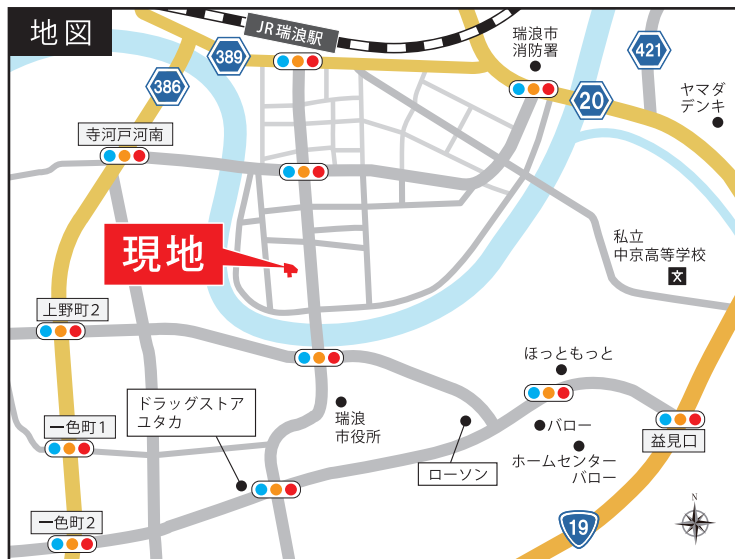 地図
JR瑞浪駅
389
386
瑞浪市
消防署
421
20
ヤマダ
デンキ
寺河戸河南
現地
私立
中京高等学校
文
上野町2
ほっともっと
ドラッグストア
ユタカ
瑞浪
市役所
一色町1
ローソン
バロー
ホームセンター
バロー
益見口
一色町2
19
N